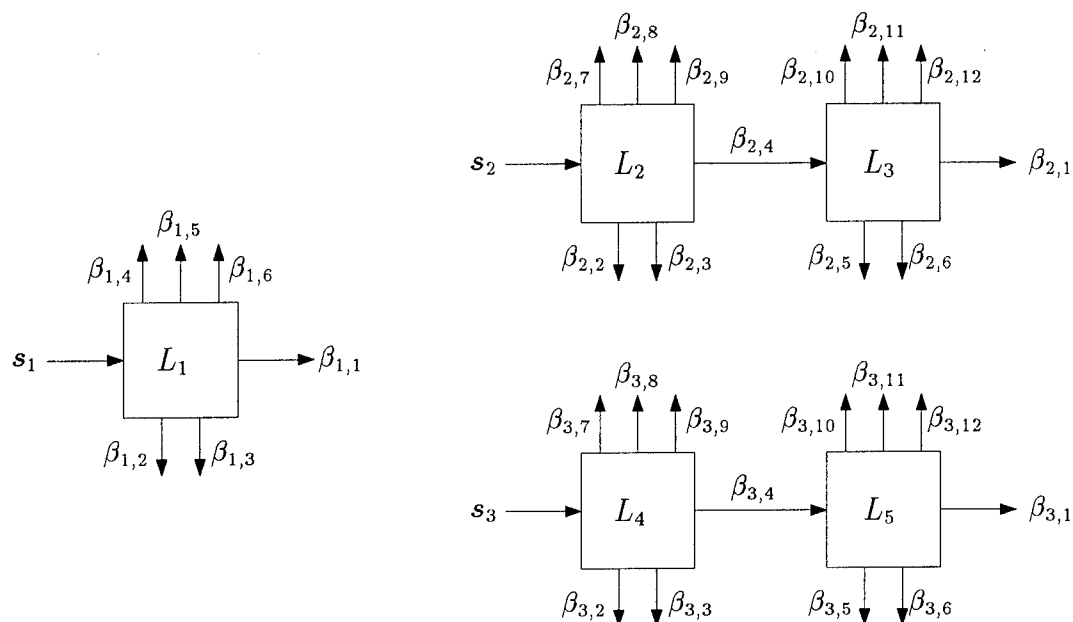 β1,5
β1,4 β1,6
s1 L1 β1,1
β1,2 β1,3
β2,8 β2,11
β2,7 β2,9 β2,10 β2,12
β2,4
s2 L2 L3 β2,1
β2,2 β2,3 β2,5 β2,6
β3,8 β3,11
β3,7 β3,9 β3,10 β3,12
β3,4
s3 L4 L5 β3,1
β3,2 β3,3 β3,5 β3,6